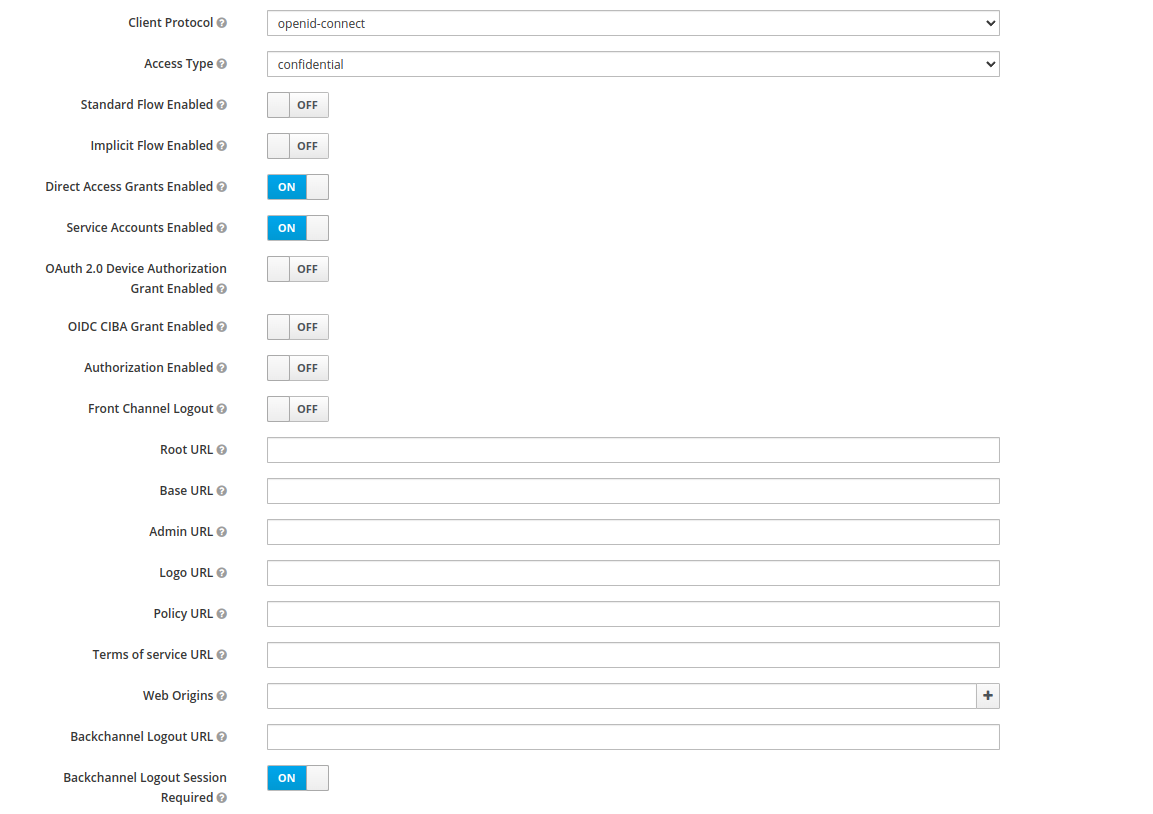 Client Protocol openid-connect
Access Type confidential
Standard Flow Enabled OFF
Implicit Flow Enabled OFF
Direct Access Grants Enabled ON
Service Accounts Enabled ON
OAuth 2.0 Device Authorization
Grant Enabled OFF
OIDC CIBA Grant Enabled OFF
Authorization Enabled OFF
Front Channel Logout OFF
Root URL
Base URL
Admin URL
Logo URL
Policy URL
Terms of service URL
Web Origins
Backchannel Logout URL
Backchannel Logout Session
Required ON